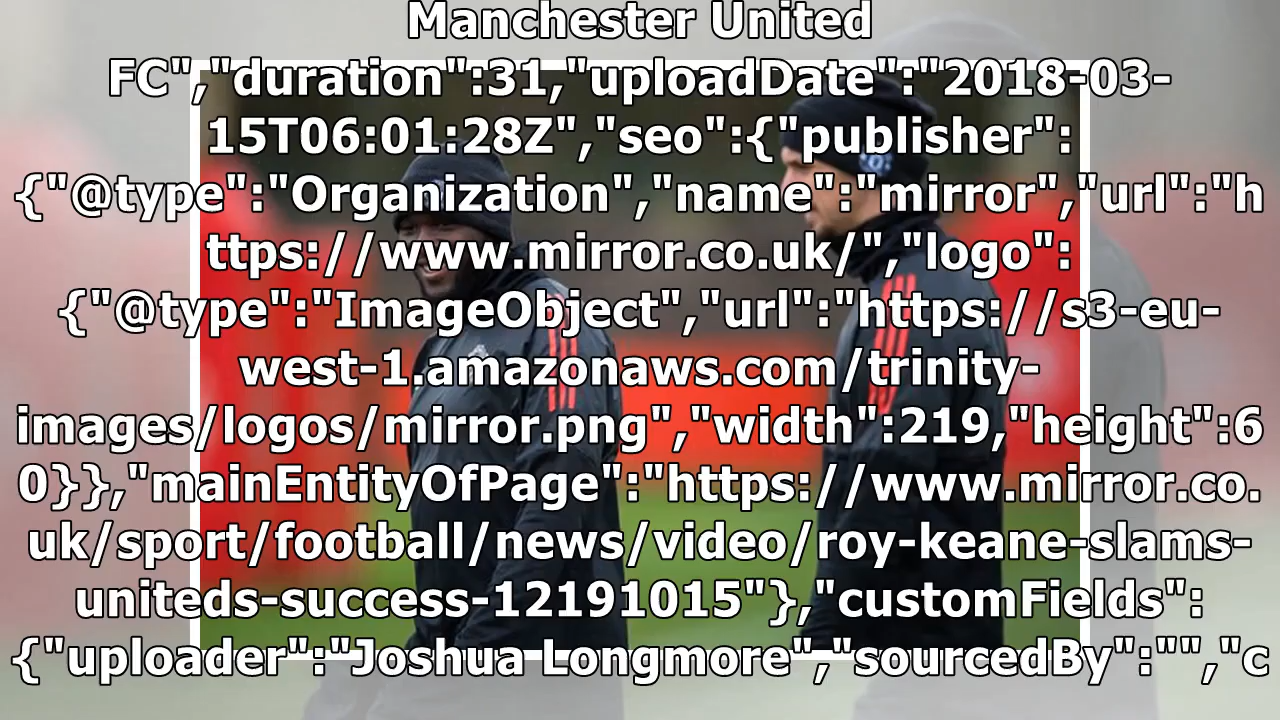 Manchester United
FC","duration":31,"uploadDate":"2018-03-
15T06:01:28Z","seo":{"publisher":
{"@type":"Organization","name":"mirror","url":"h
ttps://www.mirror.co.uk/","logo":
{"@type":"ImageObject","url":"https://s3-eu-
west-1.amazonaws.com/trinity-
images/logos/mirror.png","width":219,"height":6
0}},"mainEntityOfPage":"https://www.mirror.co.
uk/sport/football/news/video/roy-keane-slams-
uniteds-success-12191015"},"customFields":
{"uploader":"Joshua Longmore","sourcedBy":"","c